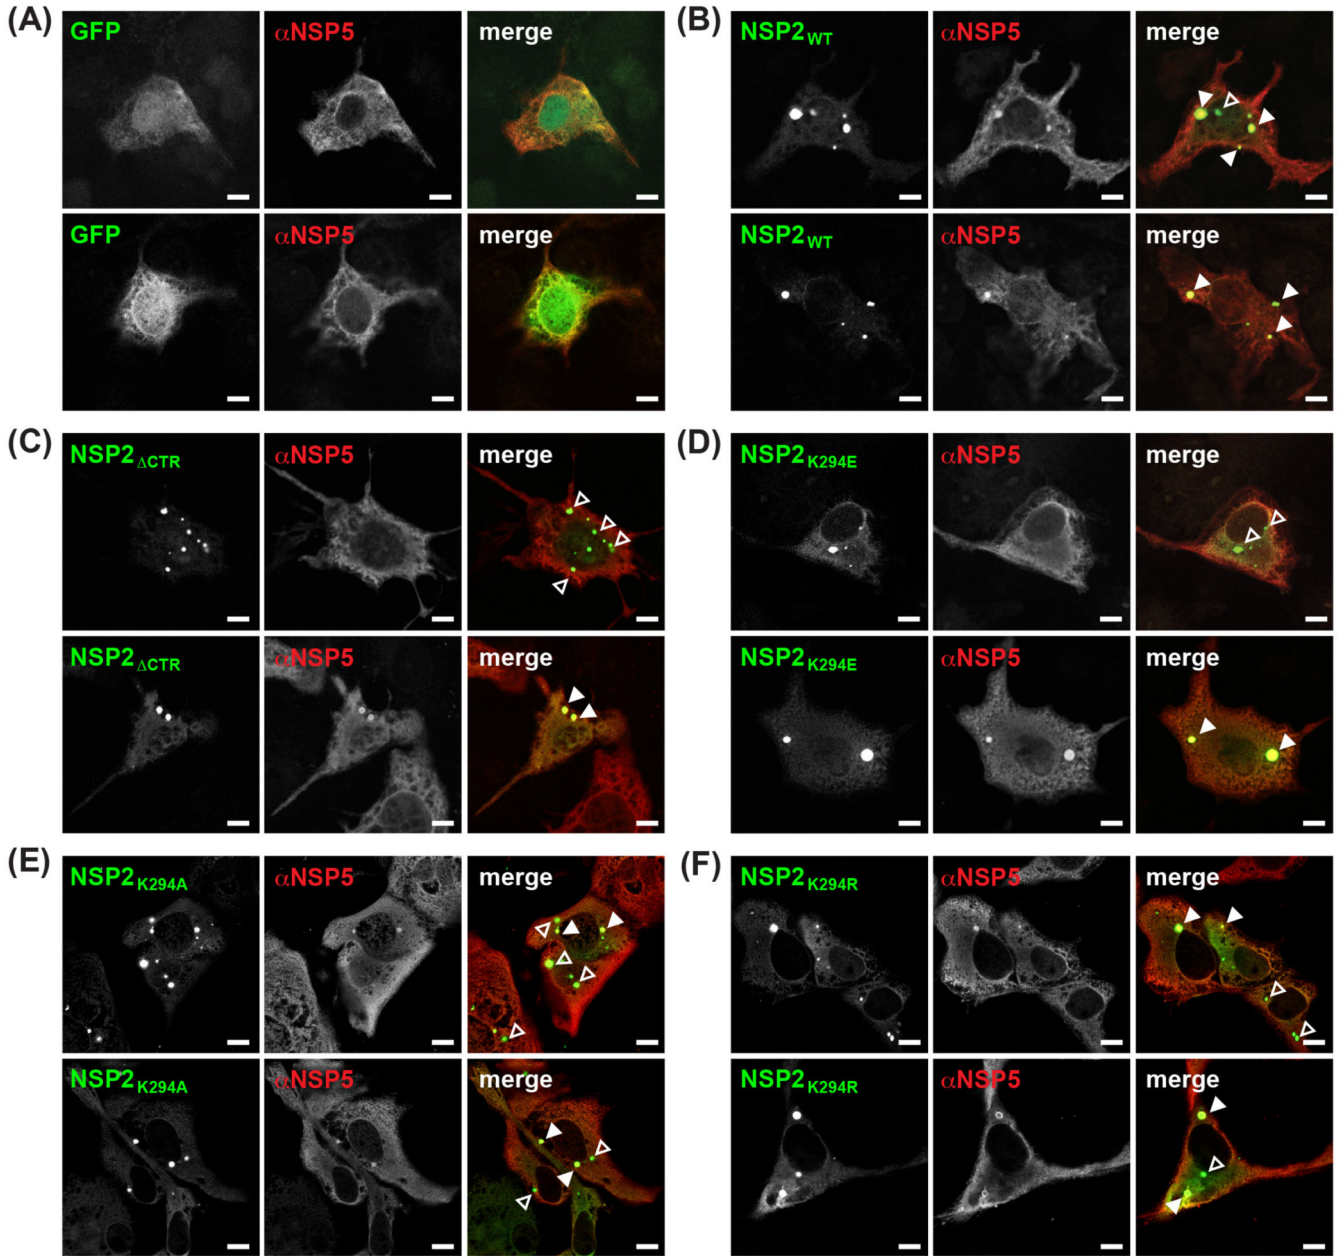 (A) GFP αNSP5 merge (B) NSP2WT αNSP5 merge
GFP αNSP5 merge NSP2WT αNSP5 merge
(C) NSP2ΔCTR αNSP5 merge (D) NSP2K294E αNSP5 merge
NSP2ΔCTR αNSP5 merge NSP2K294E αNSP5 merge
(E) NSP2K294A αNSP5 merge (F) NSP2K294R αNSP5 merge
NSP2K294A αNSP5 merge NSP2K294R αNSP5 merge